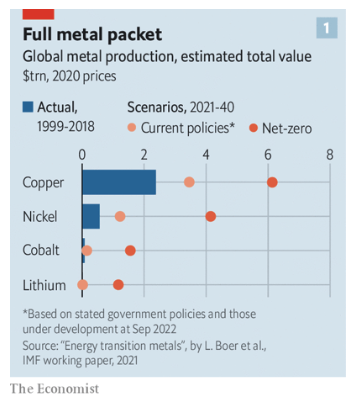 Full metal packet
1
Global metal production, estimated total value
$trn, 2020 prices
Actual,
1999-2018
Scenarios, 2021-40
Current policies*
Net-zero
0 2 4 6 8
Copper
Nickel
Cobalt
Lithium
*Based on stated government policies and those
under development at Sep 2022
Source: “Energy transition metals”, by L. Boer et al.,
IMF working paper, 2021
The Economist